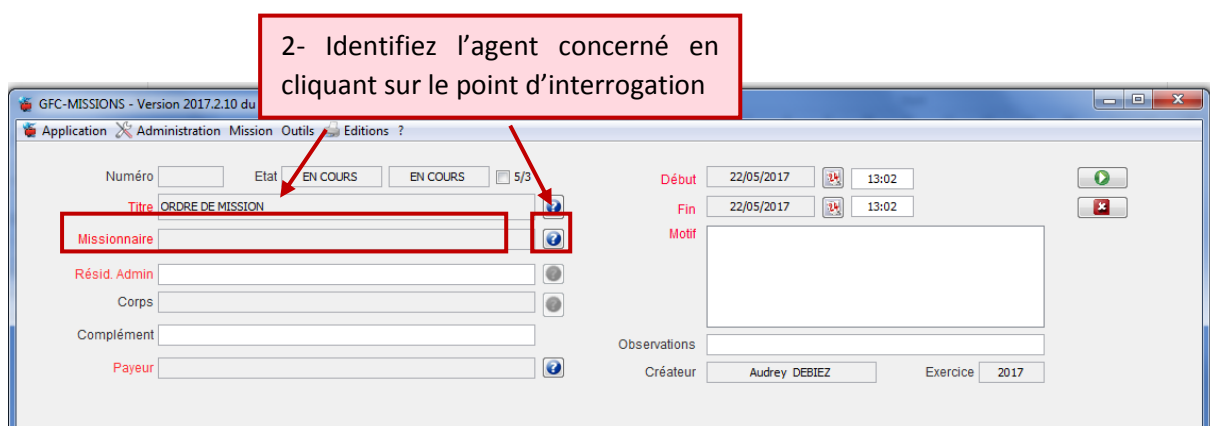 2- Identifiez l’agent concerné en
cliquant sur le point d’interrogation
GFC-MISSIONS - Version 2017.2.10 du
Application Administration Mission Outils Editions ?
Numéro Etat EN COURS EN COURS 5/3 Début 22/05/2017 13:02
Titre ORDRE DE MISSION Fin 22/05/2017 13:02
Missionnaire Motif
Résid. Admin
Corps
Complément
Observations
Payeur Créateur Audrey DEBIEZ Exercice 2017